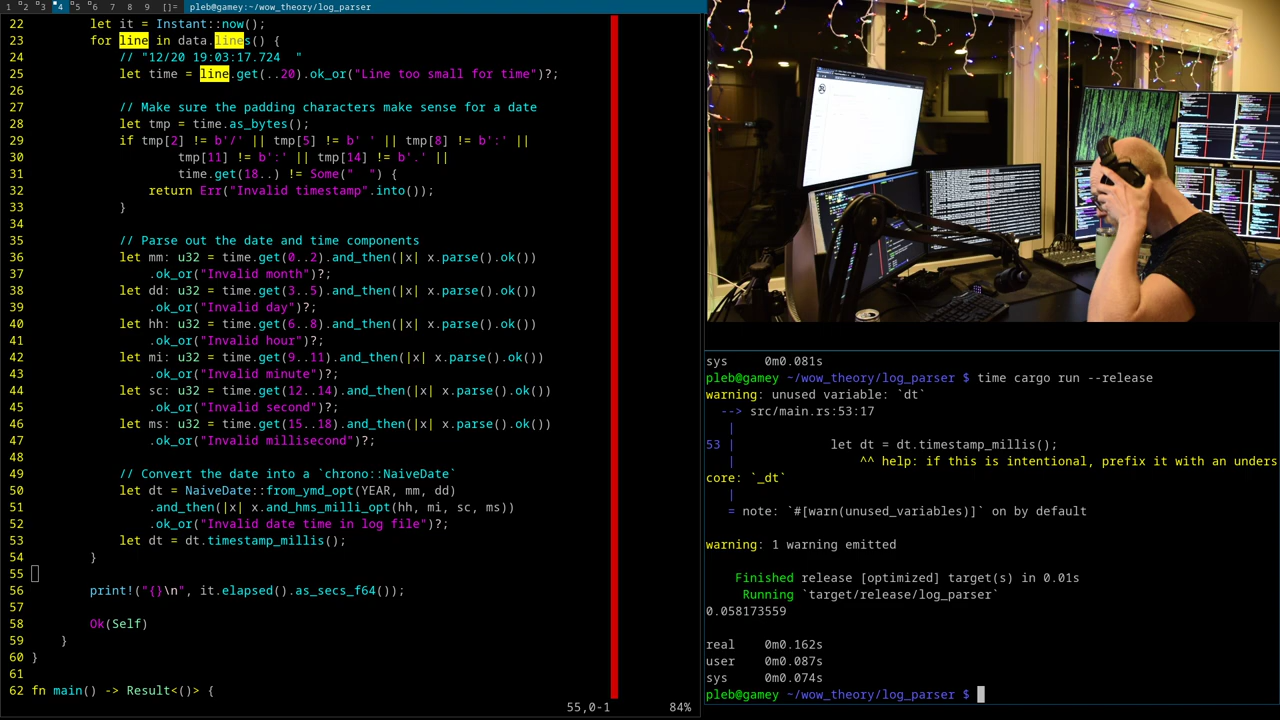 1 2 3 4 5 6 7 8 9 []= pleb@gamey:~/wow_theory/log_parser
22         let it = Instant::now();
23         for line in data.lines() {
24             // "12/20 19:03:17.724  "
25             let time = line.get(..20).ok_or("Line too small for time")?;
26
27             // Make sure the padding characters make sense for a date
28             let tmp = time.as_bytes();
29             if tmp[2] != b'/' || tmp[5] != b' ' || tmp[8] != b':' ||
30                     tmp[11] != b':' || tmp[14] != b'.' ||
31                     time.get(18..) != Some("  ") {
32                 return Err("Invalid timestamp".into());
33             }
34
35             // Parse out the date and time components
36             let mm: u32 = time.get(0..2).and_then(|x| x.parse().ok())
37                 .ok_or("Invalid month")?;
38             let dd: u32 = time.get(3..5).and_then(|x| x.parse().ok())
39                 .ok_or("Invalid day")?;
40             let hh: u32 = time.get(6..8).and_then(|x| x.parse().ok())
41                 .ok_or("Invalid hour")?;
42             let mi: u32 = time.get(9..11).and_then(|x| x.parse().ok())
43                 .ok_or("Invalid minute")?;
44             let sc: u32 = time.get(12..14).and_then(|x| x.parse().ok())
45                 .ok_or("Invalid second")?;
46             let ms: u32 = time.get(15..18).and_then(|x| x.parse().ok())
47                 .ok_or("Invalid millisecond")?;
48
49             // Convert the date into a `chrono::NaiveDate`
50             let dt = NaiveDate::from_ymd_opt(YEAR, mm, dd)
51                 .and_then(|x| x.and_hms_milli_opt(hh, mi, sc, ms))
52                 .ok_or("Invalid date time in log file")?;
53             let dt = dt.timestamp_millis();
54         }
55
56         print!("{}\n", it.elapsed().as_secs_f64());
57
58         Ok(Self)
59     }
60 }
61
62 fn main() -> Result<()> {
55,0-1 84%
sys     0m0.081s
pleb@gamey ~/wow_theory/log_parser $ time cargo run --release
warning: unused variable: `dt`
  --> src/main.rs:53:17
   |
53 |             let dt = dt.timestamp_millis();
   |                 ^^ help: if this is intentional, prefix it with an unders
core: `_dt`
   |
   = note: `#[warn(unused_variables)]` on by default
warning: 1 warning emitted
    Finished release [optimized] target(s) in 0.01s
     Running `target/release/log_parser`
0.058173559
real    0m0.162s
user    0m0.087s
sys     0m0.074s
pleb@gamey ~/wow_theory/log_parser $